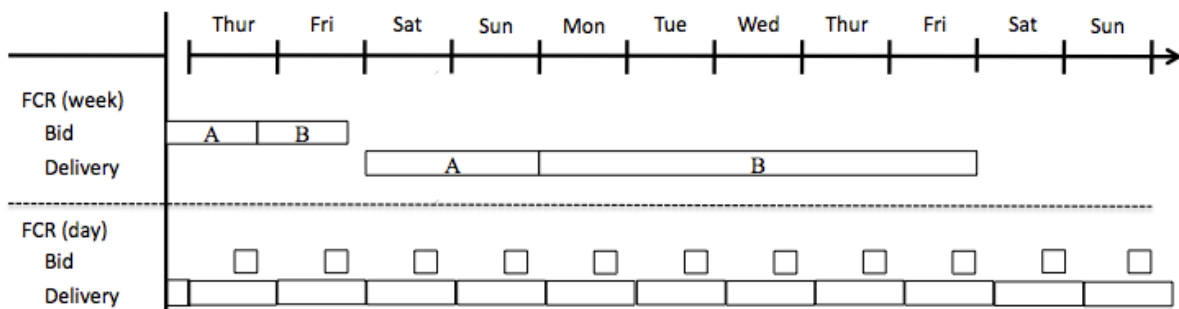 Thur Fri Sat Sun Mon Tue Wed Thur Fri Sat Sun
FCR (week)
Bid A B
Delivery A B
FCR (day)
Bid
Delivery